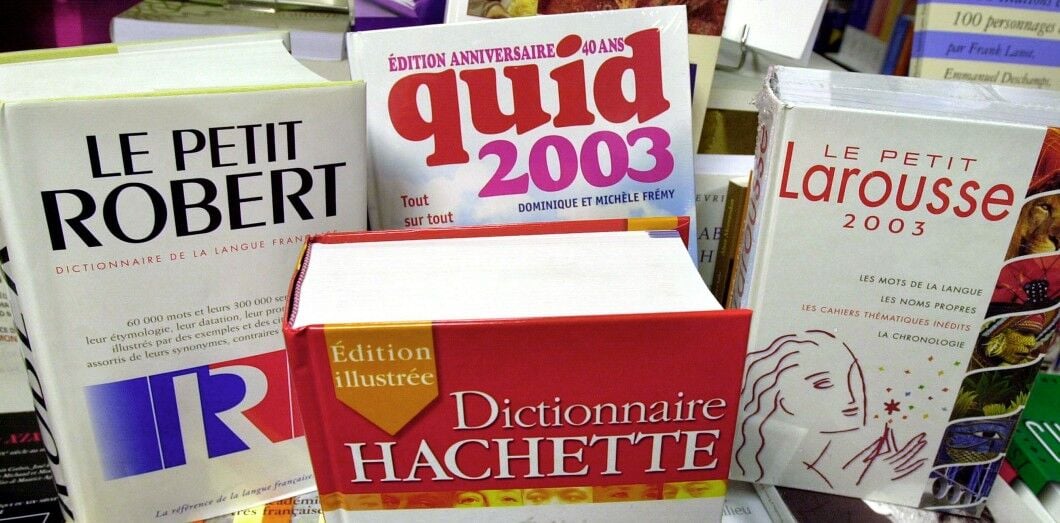 LE PETIT
ROBERT
DICTIONNAIRE DE LA LANGUE
60 000 mots et leurs 300 000
leur étymologie, leur datation, leur
illustrés par des exemples et des
assortis de leurs synonymes, contraires
R
La référence de la langue française
ÉDITION ANNIVERSAIRE 40 ANS
quid
2003
DOMINIQUE ET MICHÈLE FRÉMY
Tout
sur tout
Édition
illustrée
Dictionnaire
HACHETTE
LE PETIT
Larousse
2003
LES MOTS DE LA LANGUE
LES NOMS PROPRES
LES CAHIERS THÉMATIQUES INÉDITS
LA CHRONOLOGIE
100 personnages
par Frank Lanot
Emmanuel Deschamps